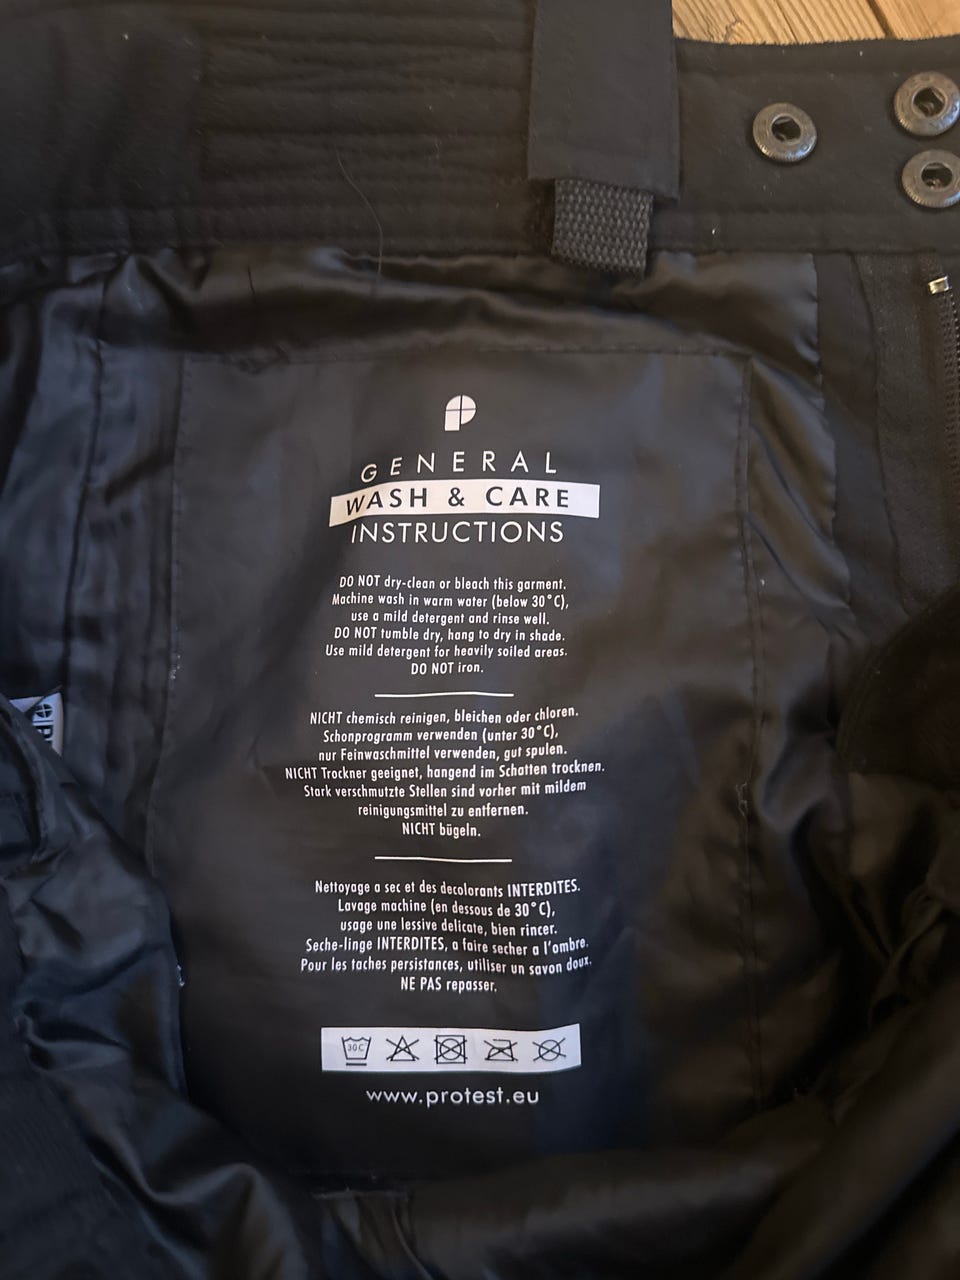 GENERAL
WASH & CARE
INSTRUCTIONS
DO NOT dry-clean or bleach this garment.
Machine wash in warm water (below 30°C),
use a mild detergent and rinse well.
DO NOT tumble dry, hang to dry in shade.
Use mild detergent for heavily soiled areas.
DO NOT iron.
NICHT chemisch reinigen, bleichen oder chloren.
Schonprogramm verwenden (unter 30°C),
nur Feinwaschmittel verwenden, gut spulen.
NICHT Trockner geeignet, hangend im Schatten trocknen.
Stark verschmutzte Stellen sind vorher mit mildem
reinigungsmittel zu entfernen.
NICHT bügeln.
Nettoyage a sec et des decolorants INTERDITES.
Lavage machine (en dessous de 30°C),
usage une lessive delicate, bien rincer.
Seche-linge INTERDITES, a faire secher a l'ombre.
Pour les taches persistances, utiliser un savon doux.
NE PAS repasser.
30C
www.protest.eu